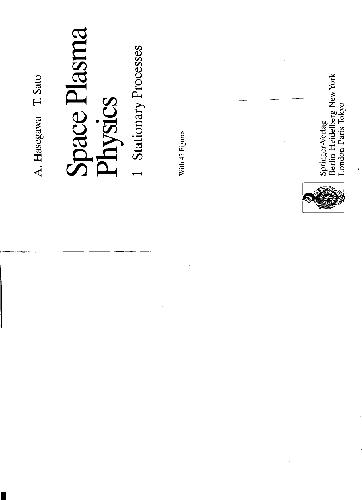 A. Hasegawa T. Sato
Space Plasma
Physics
1 Stationary Processes
With 47 Figures
Springer-Verlag
Berlin Heidelberg New York
London Paris Tokyo